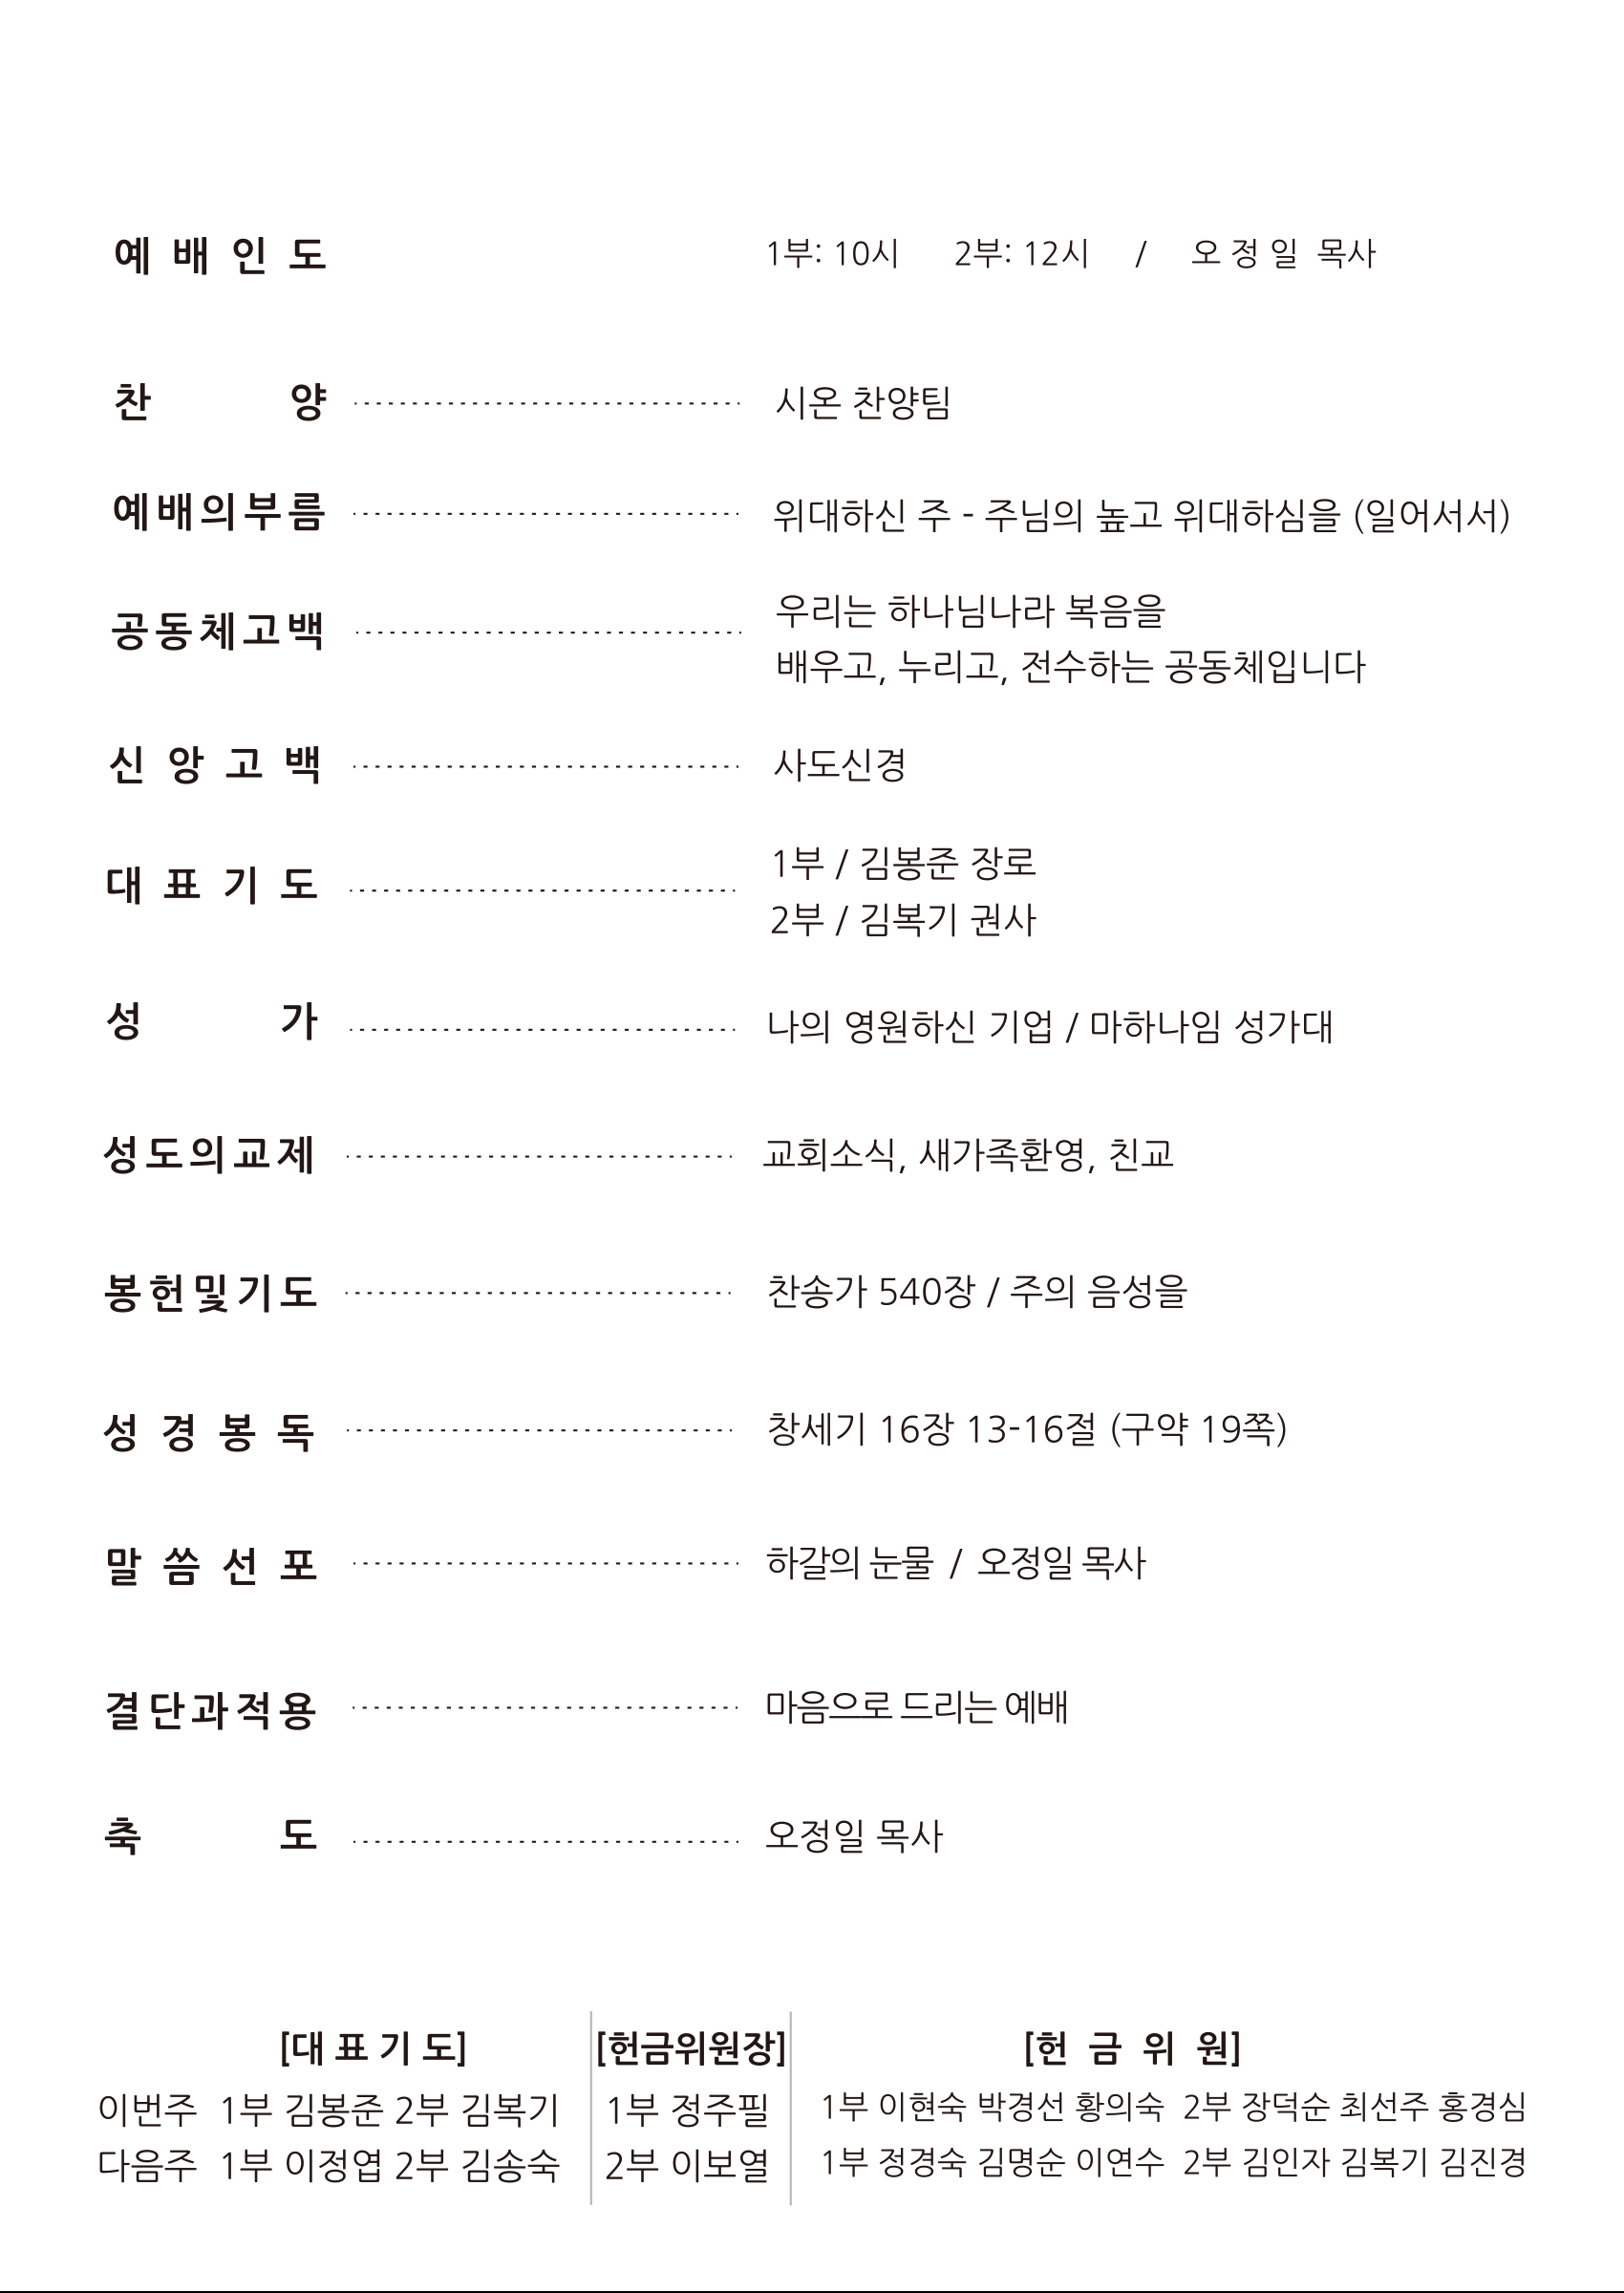 예 배 인 도 1부: 10시 2부: 12시 / 오 정 일 목사
찬 양 시온 찬양팀
예배의부름 위대하신 주 - 주님의 높고 위대하심을 (일어서서)
공동체고백 우리는 하나님나라 복음을
배우고, 누리고, 전수하는 공동체입니다
신 앙 고 백 사도신경
대 표 기 도 1부 / 김봉준 장로
2부 / 김복기 권사
성 가 나의 영원하신 기업 / 마하나임 성가대
성도의교제 교회소식, 새가족환영, 친교
봉헌및기도 찬송가 540장 / 주의 음성을
성 경 봉 독 창세기 16장 13-16절 (구약 19쪽)
말 씀 선 포 하갈의 눈물 / 오정일 목사
결단과적용 마음으로 드리는 예배
축 도 오정일 목사
[대 표 기 도] [헌금위원장] [헌 금 위 원]
이번주 1부 김봉준 2부 김복기 1부 정주필 1부 이현숙 박경선 황의숙 2부 장덕순 최선주 홍경심
다음주 1부 이정엽 2부 김송숙 2부 이보열 1부 정경숙 김명순 이연수 2부 김인자 김복기 김진경